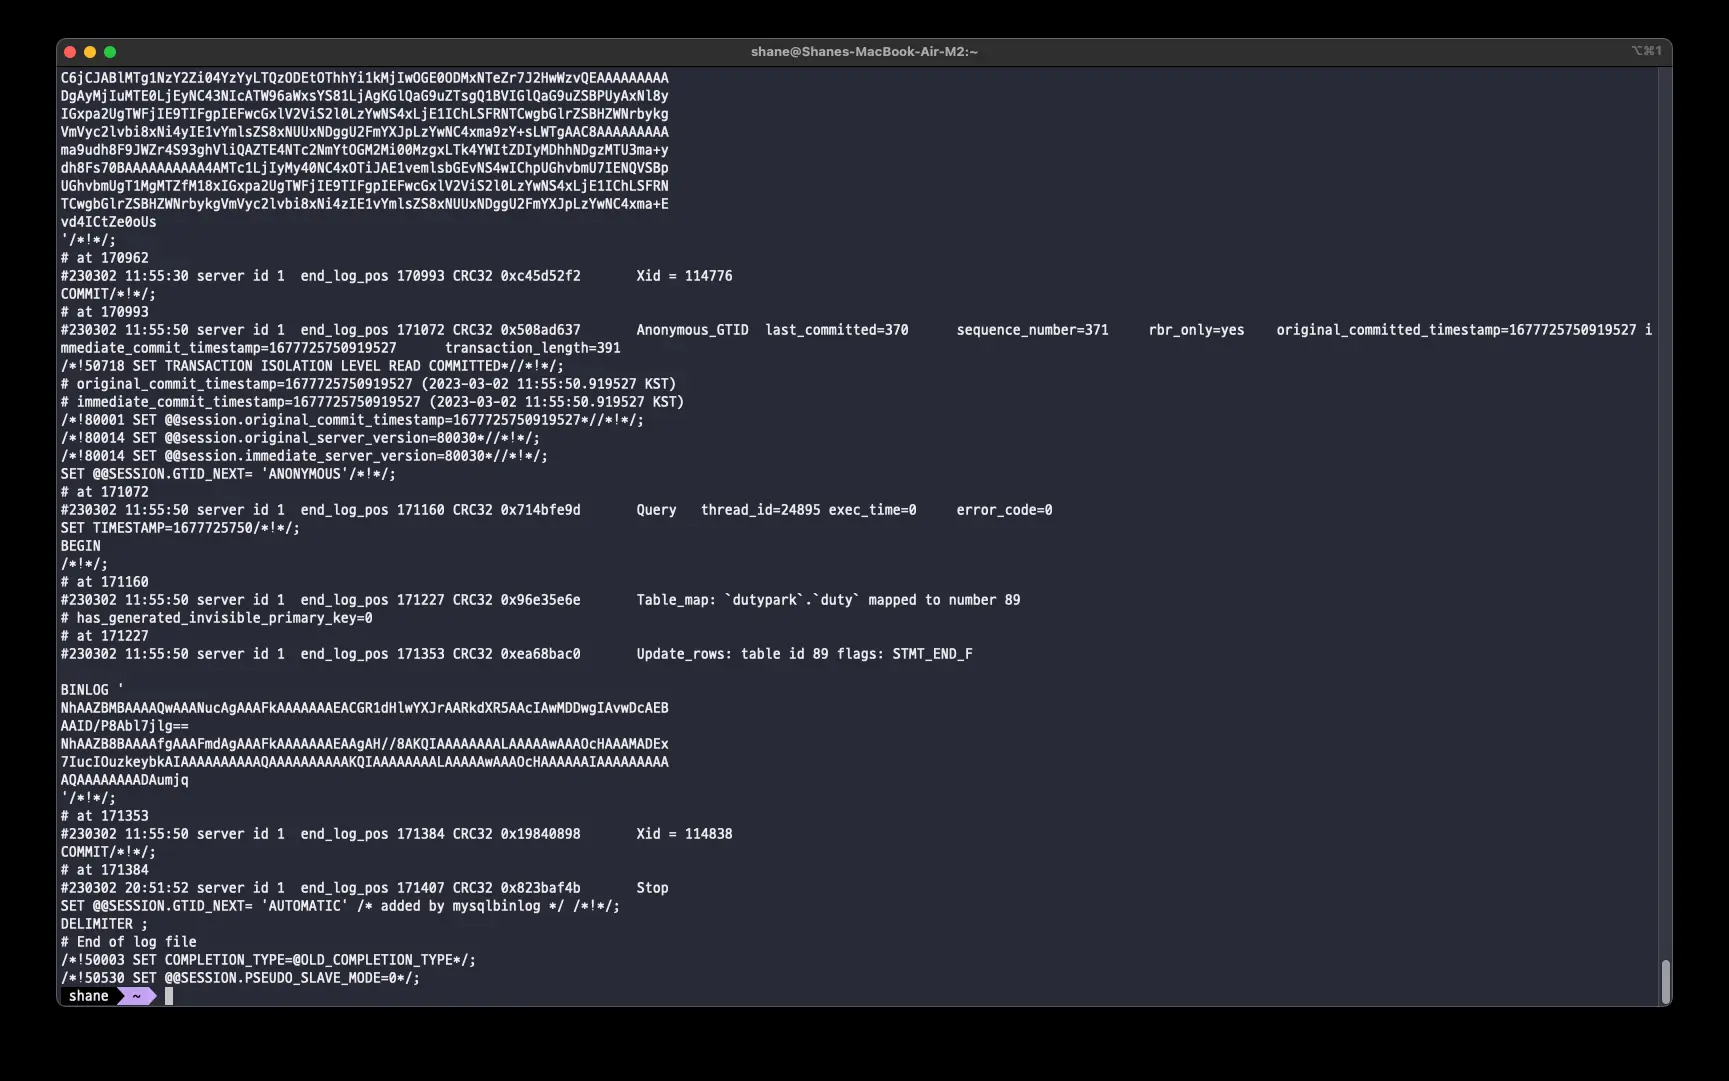 shane@Shanes-MacBook-Air-M2:~
⌥⌘1
C6jCJABlMTg1NzY2Zi04YzYyLTQzODEtOThhYi1kMjIwOGE0ODMxNTeZr7J2HwWzvQEAAAAAAAAA
DgAyMjIuMTE0LjEyNC43NIcATW96aWxsYS81LjAgKGlQaG9uZTsgQ1BVIGlQaG9uZSBPUyAxNl8y
IGxpa2UgTWFjIE9TIFgpIEFwcGxlV2ViS2l0LzYwNS4xLjE1IChLSFRNTCwgbGlrZSBHZWNrbykg
VmVyc2lvbi8xNi4yIE1vYmlsZS8xNUUxNDggU2FmYXJpLzYwNC4xma9zY+sLWTgAAC8AAAAAAAAA
ma9udh8F9JWZr4S93ghVliQAZTE4NTc2NmYtOGM2Mi00MzgxLTk4YWItZDIyMDhhNDgzMTU3ma+y
dh8Fs70BAAAAAAAAAA4AMTc1LjIyMy40NC4xOTiJAE1vemlsbGEvNS4wIChpUGhvbmU7IENQVSBp
UGhvbmUgT1MgMTZfM18xIGxpa2UgTWFjIE9TIFgpIEFwcGxlV2ViS2l0LzYwNS4xLjE1IChLSFRN
TCwgbGlrZSBHZWNrbykgVmVyc2lvbi8xNi4zIE1vYmlsZS8xNUUxNDggU2FmYXJpLzYwNC4xma+E
vd4ICtZe0oUs
'/*!*/;
# at 170962
#230302 11:55:30 server id 1  end_log_pos 170993 CRC32 0xc45d52f2       Xid = 114776
COMMIT/*!*/;
# at 170993
#230302 11:55:50 server id 1  end_log_pos 171072 CRC32 0x508ad637       Anonymous_GTID  last_committed=370      sequence_number=371     rbr_only=yes    original_committed_timestamp=1677725750919527 i
mmediate_commit_timestamp=1677725750919527      transaction_length=391
/*!50718 SET TRANSACTION ISOLATION LEVEL READ COMMITTED*//*!*/;
# original_commit_timestamp=1677725750919527 (2023-03-02 11:55:50.919527 KST)
# immediate_commit_timestamp=1677725750919527 (2023-03-02 11:55:50.919527 KST)
/*!80001 SET @@session.original_commit_timestamp=1677725750919527*//*!*/;
/*!80014 SET @@session.original_server_version=80030*//*!*/;
/*!80014 SET @@session.immediate_server_version=80030*//*!*/;
SET @@SESSION.GTID_NEXT= 'ANONYMOUS'/*!*/;
# at 171072
#230302 11:55:50 server id 1  end_log_pos 171160 CRC32 0x714bfe9d       Query   thread_id=24895 exec_time=0     error_code=0
SET TIMESTAMP=1677725750/*!*/;
BEGIN
/*!*/;
# at 171160
#230302 11:55:50 server id 1  end_log_pos 171227 CRC32 0x96e35e6e       Table_map: `dutypark`.`duty` mapped to number 89
# has_generated_invisible_primary_key=0
# at 171227
#230302 11:55:50 server id 1  end_log_pos 171353 CRC32 0xea68bac0       Update_rows: table id 89 flags: STMT_END_F
BINLOG '
NhAAZBMBAAAAQwAAANucAgAAAFkAAAAAAAEACGR1dHlwYXJrAARkdXR5AAcIAwMDDwgIAvwDcAEB
AAID/P8Abl7jlg==
NhAAZB8BAAAAfgAAAFmdAgAAAFkAAAAAAAEAAgAH//8AKQIAAAAAAAALAAAAAwAAAOcHAAAMADEx
7IucIOuzkeybkAIAAAAAAAAAAAQAAAAAAAAAAKQIAAAAAAAALAAAAAwAAAOcHAAAAAAIAAAAAAAAA
AQAAAAAAAADAumjq
'/*!*/;
# at 171353
#230302 11:55:50 server id 1  end_log_pos 171384 CRC32 0x19840898       Xid = 114838
COMMIT/*!*/;
# at 171384
#230302 20:51:52 server id 1  end_log_pos 171407 CRC32 0x823baf4b       Stop
SET @@SESSION.GTID_NEXT= 'AUTOMATIC' /* added by mysqlbinlog */ /*!*/;
DELIMITER ;
# End of log file
/*!50003 SET COMPLETION_TYPE=@OLD_COMPLETION_TYPE*/;
/*!50530 SET @@SESSION.PSEUDO_SLAVE_MODE=0*/;
shane ~